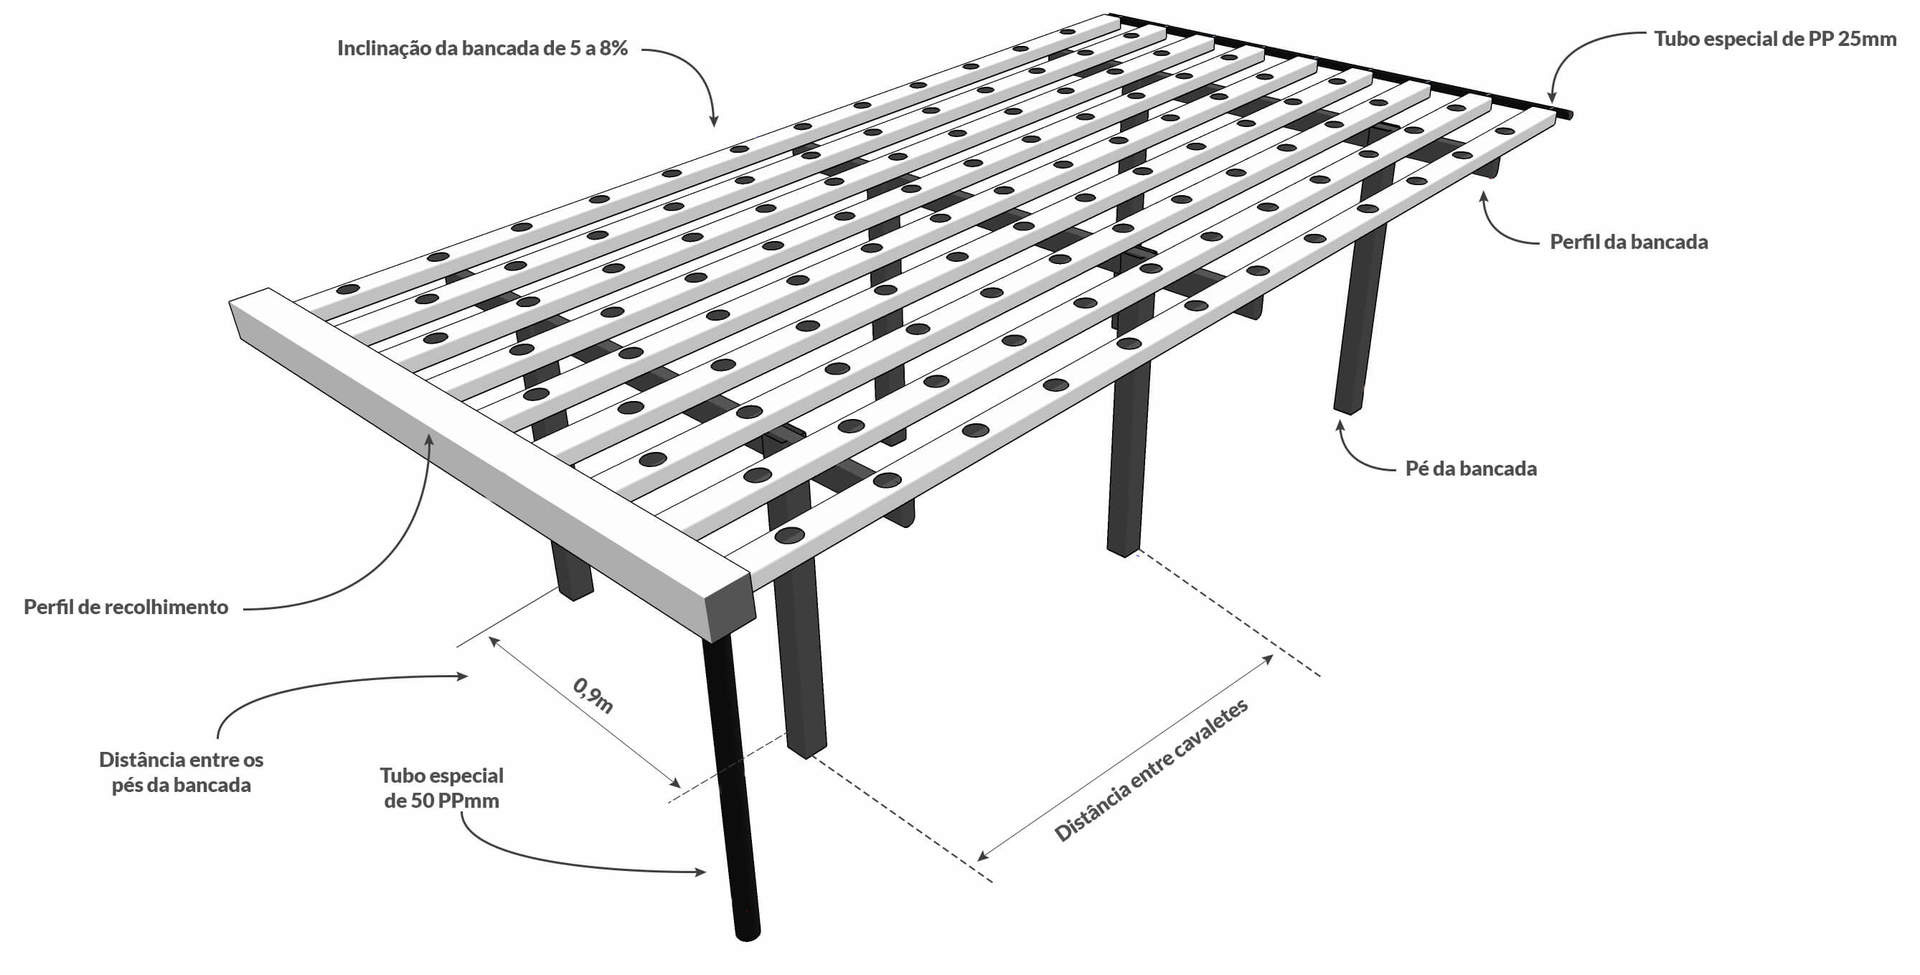 Inclinação da bancada de 5 a 8%
Tubo especial de PP 25mm
Perfil da bancada
Pé da bancada
Perfil de recolhimento
0,9m
Distância entre cavaletes
Distância entre os
pés da bancada
Tubo especial
de 50 PPmm